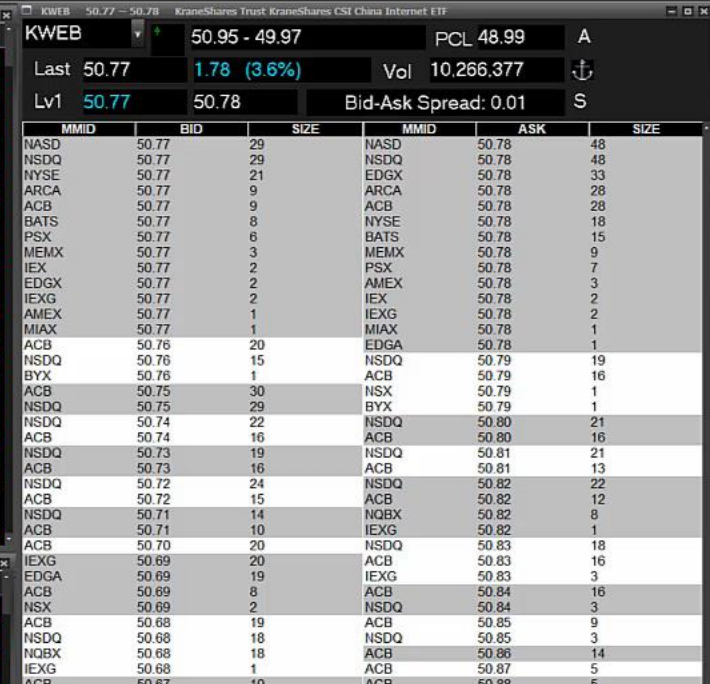 KWEB 50.77 — 50.78 KraneShares Trust KraneShares CSI China Internet ETF
KWEB 50.95 - 49.97 PCL 48.99 A
Last 50.77 1.78 (3.6%) Vol 10,266,377
Lv1 50.77 50.78 Bid-Ask Spread: 0.01 S
MMID BID SIZE MMID ASK SIZE
NASD 50.77 29 NASD 50.78 48
NSDQ 50.77 29 NSDQ 50.78 48
NYSE 50.77 21 EDGX 50.78 33
ARCA 50.77 9 ARCA 50.78 28
ACB 50.77 9 ACB 50.78 28
BATS 50.77 8 NYSE 50.78 18
PSX 50.77 6 BATS 50.78 15
MEMX 50.77 3 MEMX 50.78 9
IEX 50.77 2 PSX 50.78 7
EDGX 50.77 2 AMEX 50.78 3
IEXG 50.77 2 IEX 50.78 2
AMEX 50.77 1 IEXG 50.78 2
MIAX 50.77 1 MIAX 50.78 1
ACB 50.76 20 EDGA 50.78 1
NSDQ 50.76 15 NSDQ 50.79 19
BYX 50.76 1 ACB 50.79 16
ACB 50.75 30 NSX 50.79 1
NSDQ 50.75 29 BYX 50.79 1
NSDQ 50.74 22 NSDQ 50.80 21
ACB 50.74 16 ACB 50.80 16
NSDQ 50.73 19 NSDQ 50.81 21
ACB 50.73 16 ACB 50.81 13
NSDQ 50.72 24 NSDQ 50.82 22
ACB 50.72 15 ACB 50.82 12
NSDQ 50.71 14 NQBX 50.82 8
ACB 50.71 10 IEXG 50.82 1
ACB 50.70 20 NSDQ 50.83 18
IEXG 50.69 20 ACB 50.83 16
EDGA 50.69 19 IEXG 50.83 3
ACB 50.69 8 ACB 50.84 16
NSX 50.69 2 NSDQ 50.84 3
ACB 50.68 19 ACB 50.85 9
NSDQ 50.68 18 NSDQ 50.85 3
NQBX 50.68 18 ACB 50.86 14
IEXG 50.68 1 ACB 50.87 5
ACB 50.67 10 ACB 50.88 5